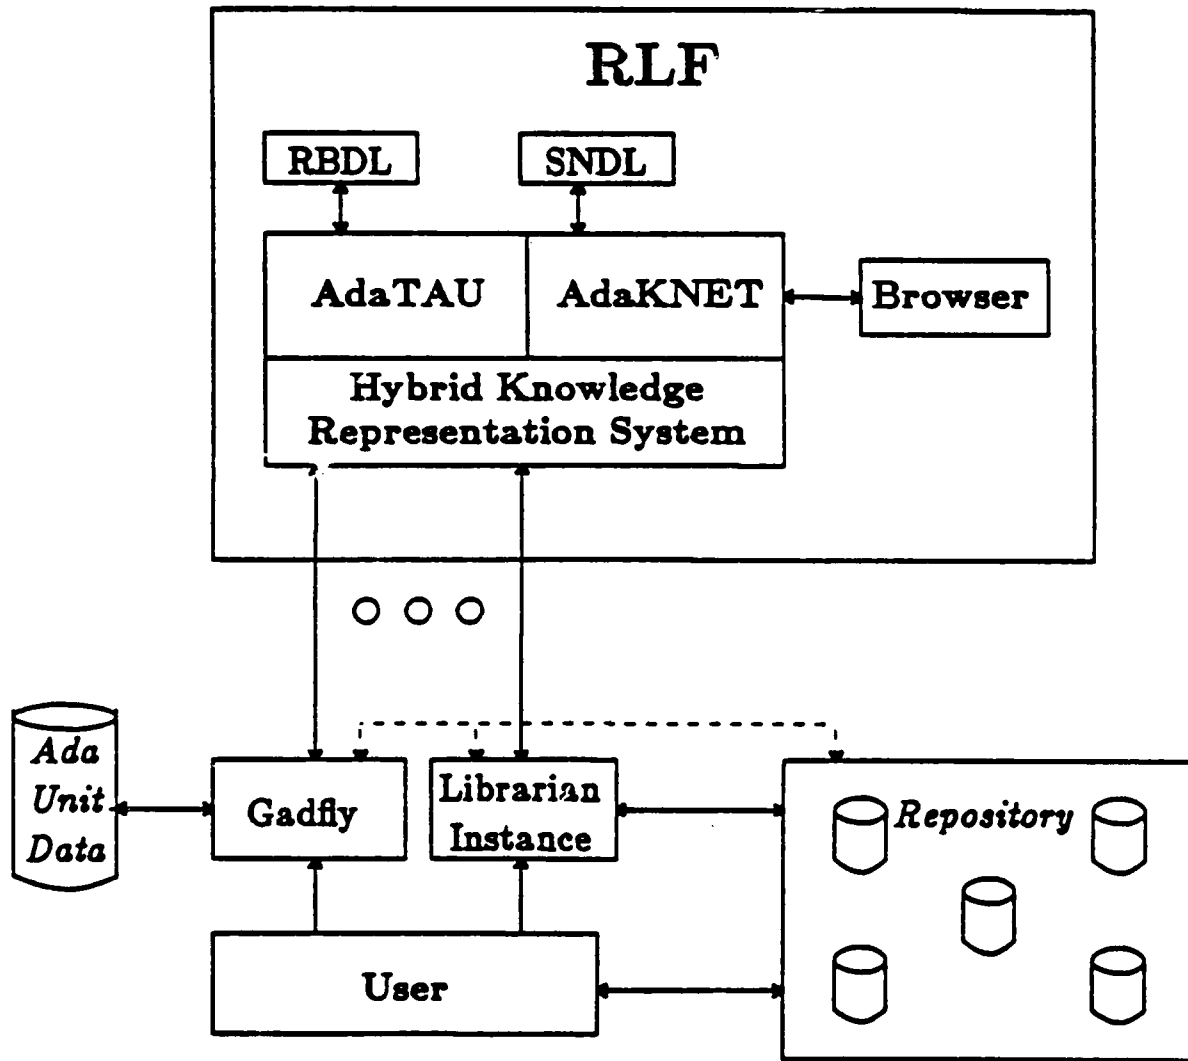 RLF
RBDL
SNDL
AdaTAU
AdaKNET
Browser
Hybrid Knowledge
Representation System
Ada
Unit
Data
Gadfly
Librarian
Instance
Repository
User